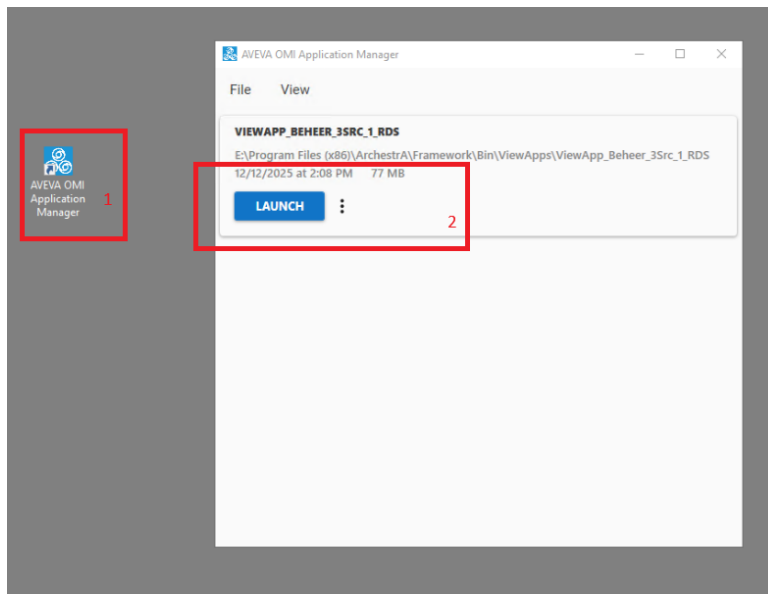 AVEVA OMI
Application
Manager
1
AVEVA OMI Application Manager
File View
VIEWAPP_BEHEER_3SRC_1_RDS
E:\Program Files (x86)\ArchestrA\Framework\Bin\ViewApps\ViewApp_Beheer_3Src_1_RDS
12/12/2025 at 2:08 PM 77 MB
LAUNCH
2